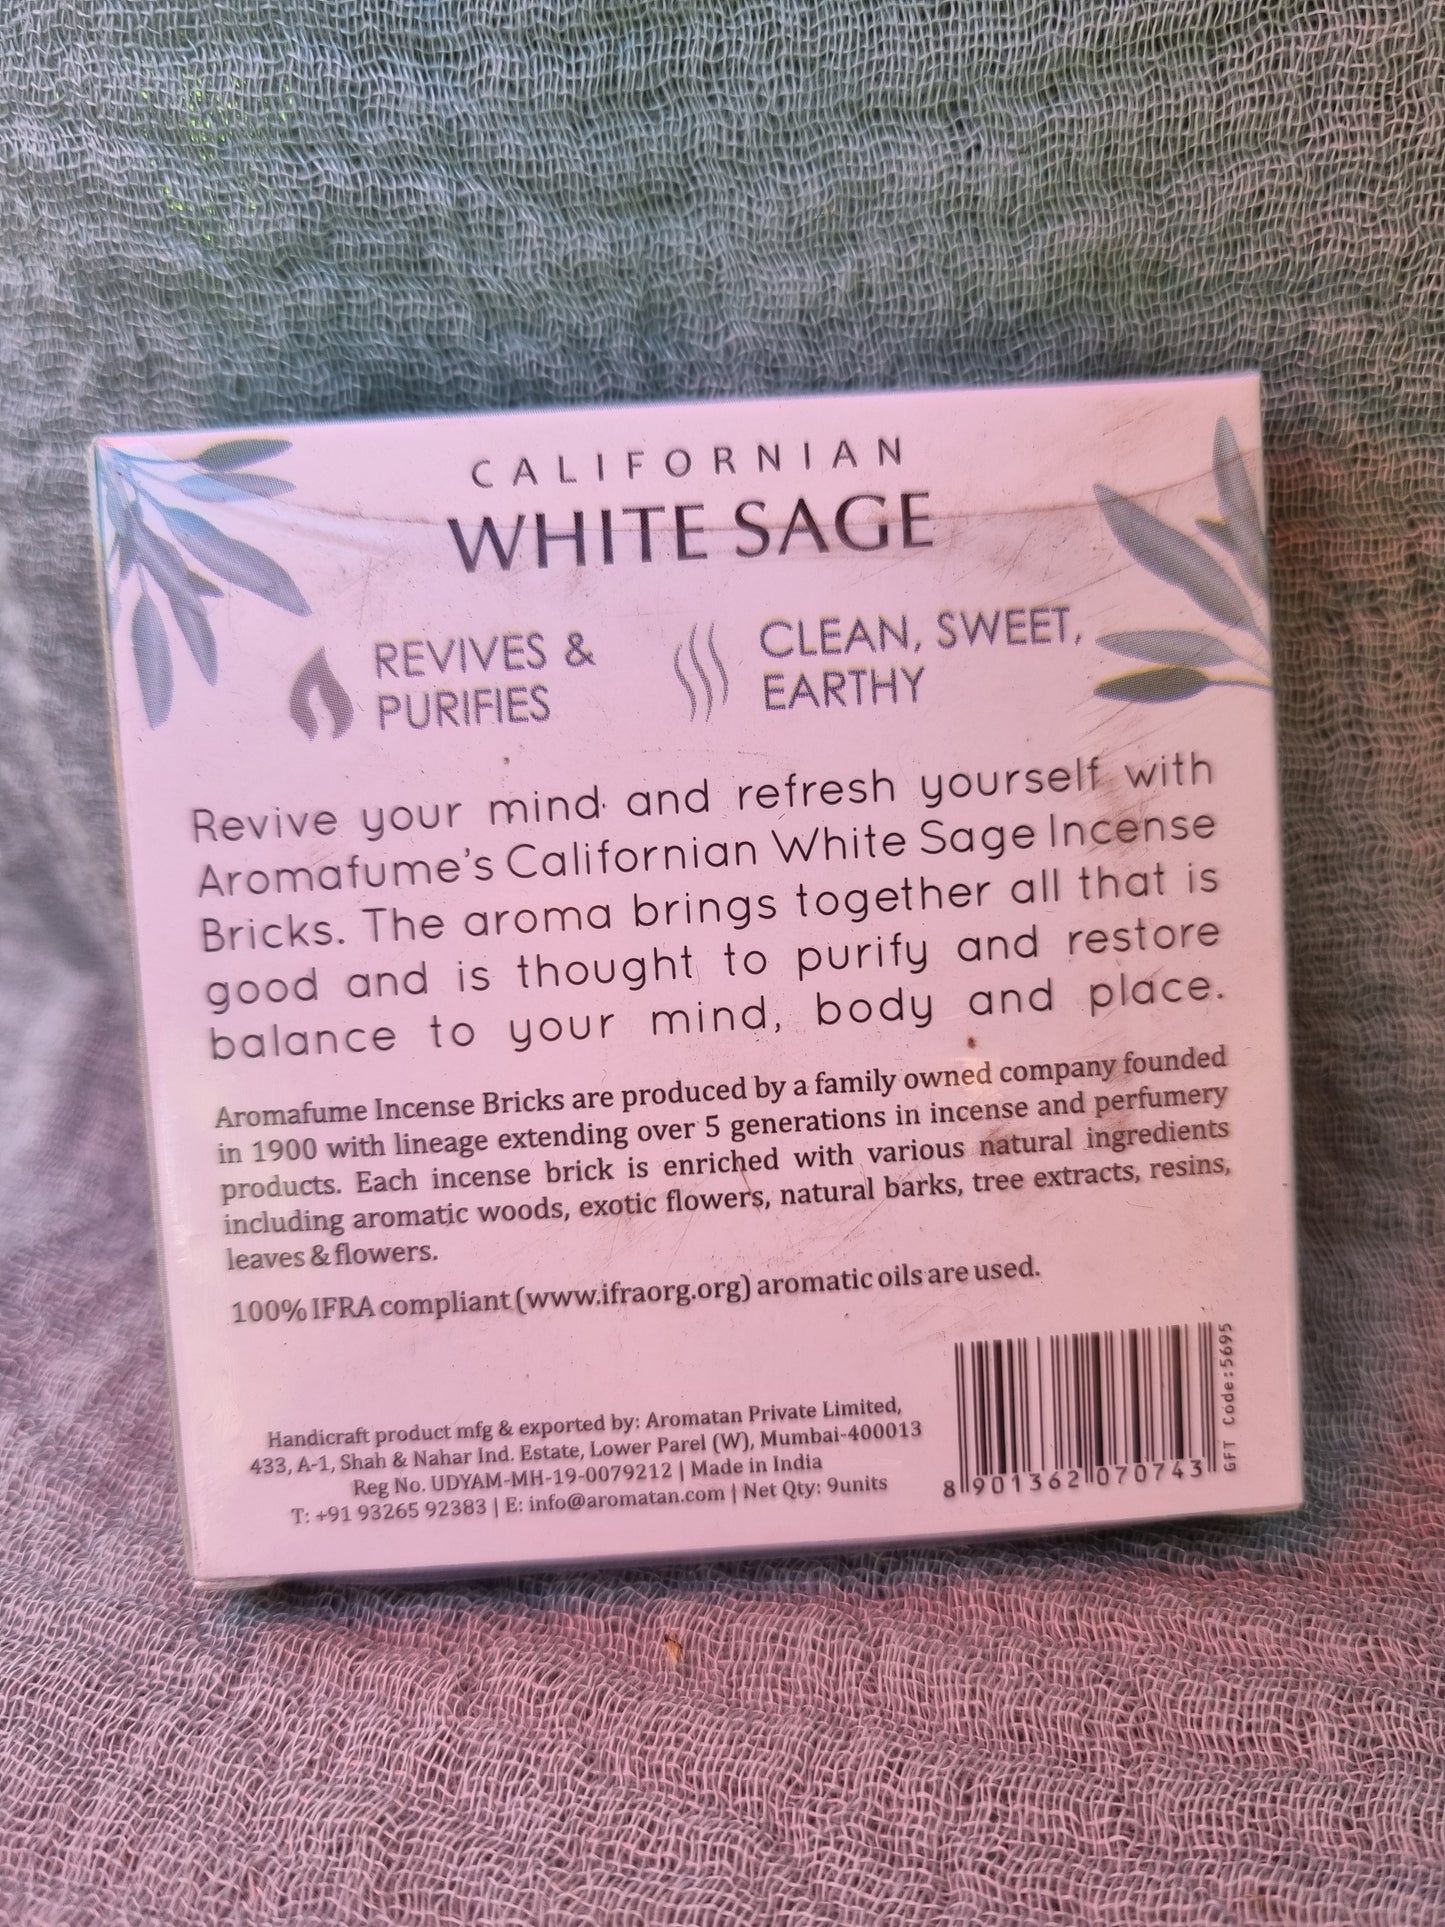 CALIFORNIAN
WHITE SAGE
REVIVES &
PURIFIES
CLEAN, SWEET,
EARTHY
Revive your mind and refresh yourself with
Aromafume's Californian White Sage Incense
Bricks. The aroma brings together all that is
good and is thought to purify and restore
balance to your mind, body and place.
Aromafume Incense Bricks are produced by a family owned company founded
in 1900 with lineage extending over 5 generations in incense and perfumery
products. Each incense brick is enriched with various natural ingredients
including aromatic woods, exotic flowers, natural barks, tree extracts, resins,
leaves & flowers.
100% IFRA compliant (www.ifraorg.org) aromatic oils are used.
Handicraft product mfg & exported by: Aromatan Private Limited,
433, A-1, Shah & Nahar Ind. Estate, Lower Parel (W), Mumbai-400013
Reg No. UDYAM-MH-19-0079212 | Made in India
T: +91 93265 92383 | E: info@aromatan.com | Net Qty: 9units
8 901362 070743
GFT Code:5695